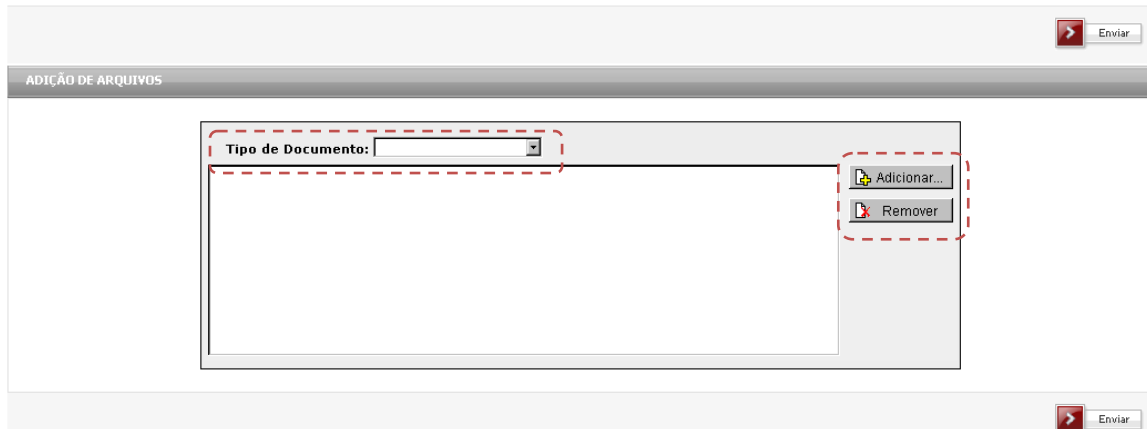 Enviar
ADIÇÃO DE ARQUIVOS
Tipo de Documento:
Adicionar...
Remover
Enviar